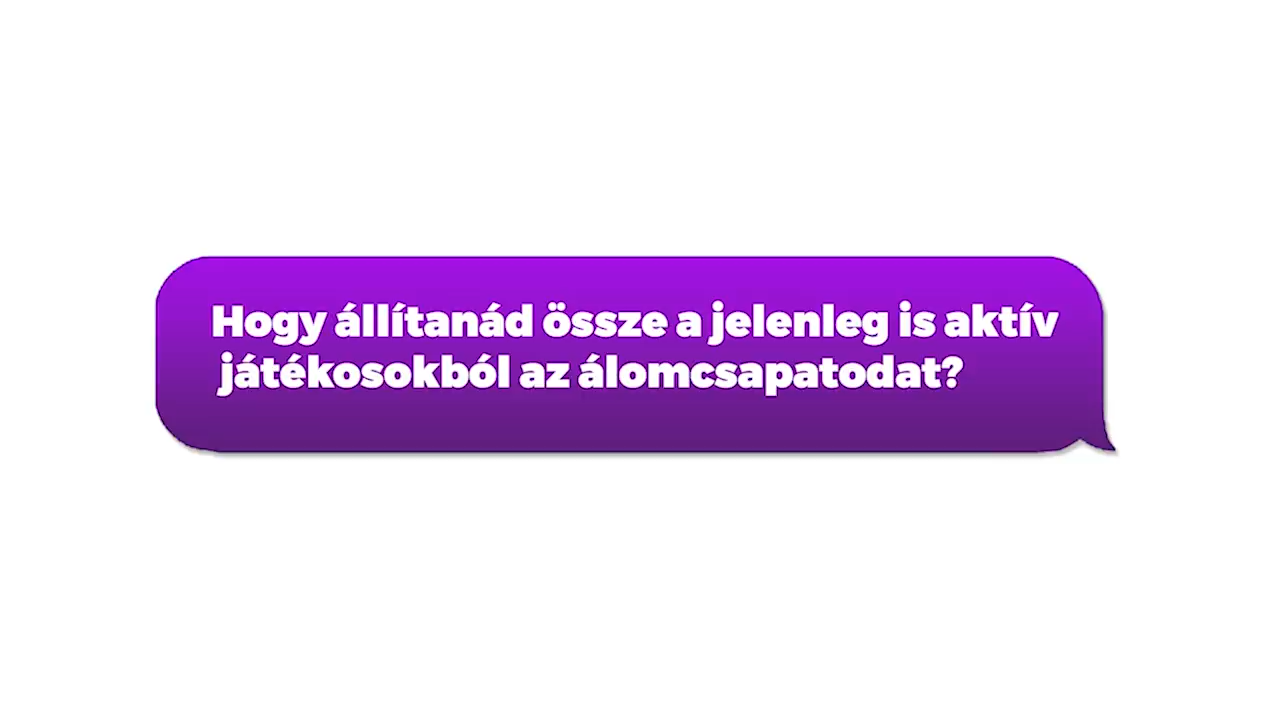 Hogy állítanád össze a jelenleg is aktív
játékosokból az álomcsapatodat?